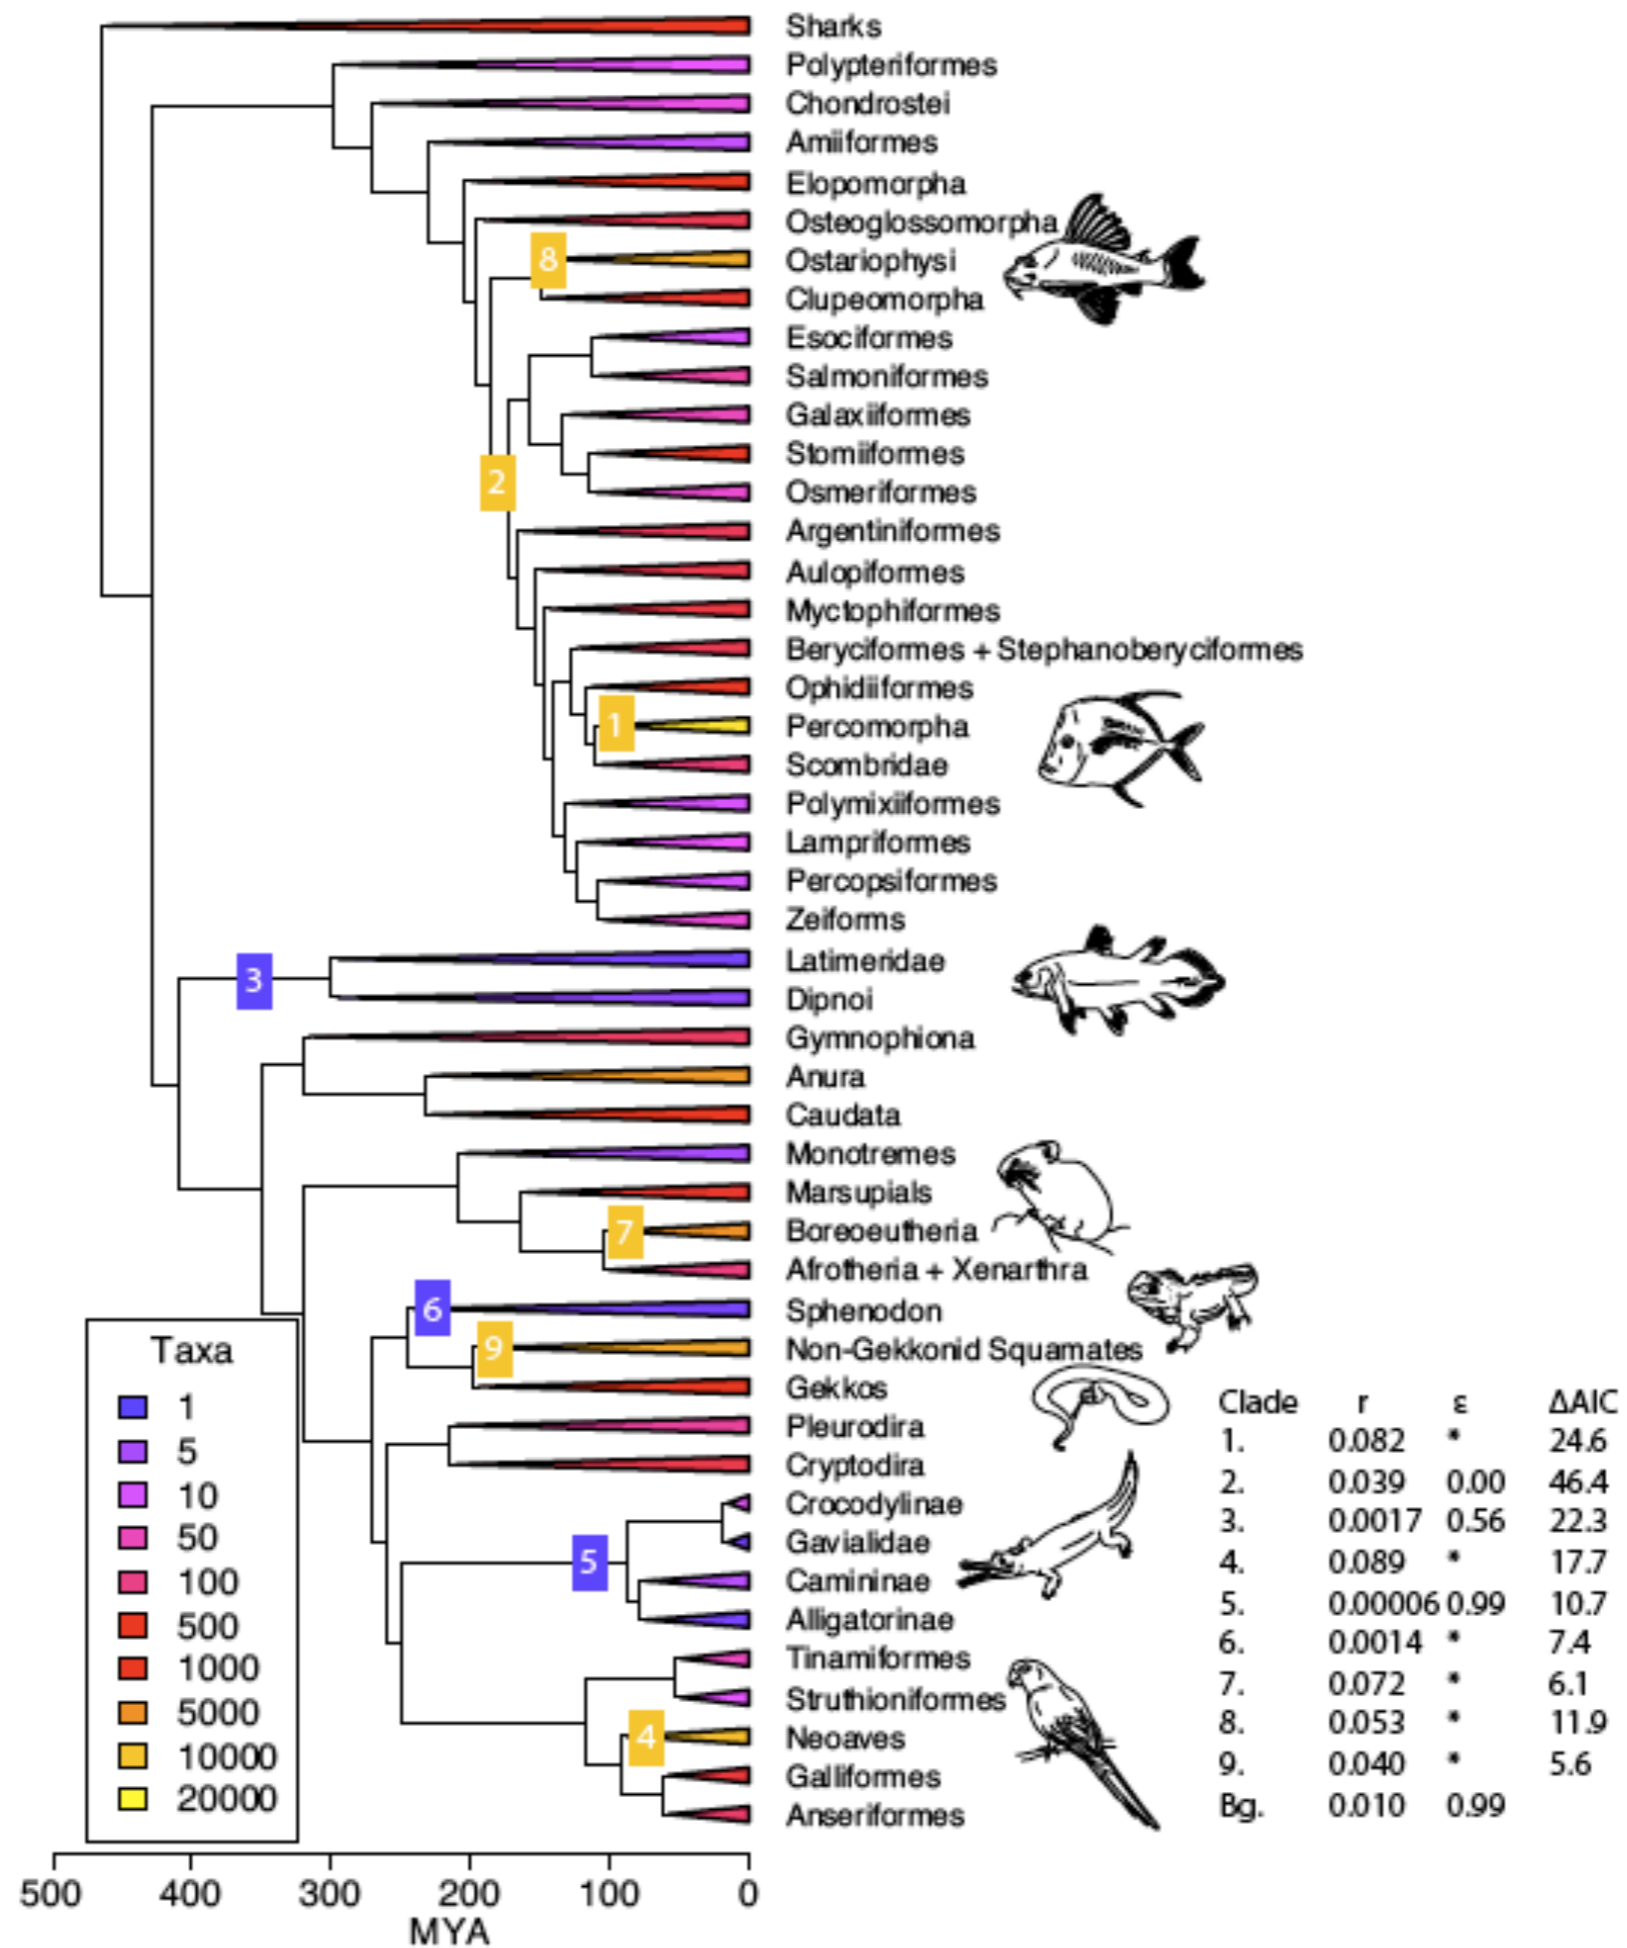 Sharks
Polypteriformes
Chondrostei
Amiiformes
Elopomorpha
Osteoglossomorpha
8 Ostariophysi
Clupeomorpha
Esociformes
Salmoniformes
Galaxiiformes
Stomiiformes
2
Osmeriformes
Argentiniformes
Aulopiformes
Myctophiformes
Beryciformes + Stephanoberyciformes
Ophidiiformes
1 Percomorpha
Scombridae
Polymixiiformes
Lampriformes
Percopsiformes
Zeiforms
Latimeridae
3
Dipnoi
Gymnophiona
Anura
Caudata
Monotremes
Marsupials
7 Boreoeutheria
Afrotheria + Xenarthra
6 Sphenodon
9 Non-Gekkonid Squamates
Gekkos
Pleurodira
Cryptodira
Crocodylinae
Gavialidae
5
Camininae
Alligatorinae
Tinamiformes
Struthioniformes
4 Neoaves
Galliformes
Anseriformes
Taxa
1
5
10
50
100
500
1000
5000
10000
20000
Clade r ε ΔAIC
1. 0.082 * 24.6
2. 0.039 0.00 46.4
3. 0.0017 0.56 22.3
4. 0.089 * 17.7
5. 0.00006 0.99 10.7
6. 0.0014 * 7.4
7. 0.072 * 6.1
8. 0.053 * 11.9
9. 0.040 * 5.6
Bg. 0.010 0.99
500 400 300 200 100 0
MYA